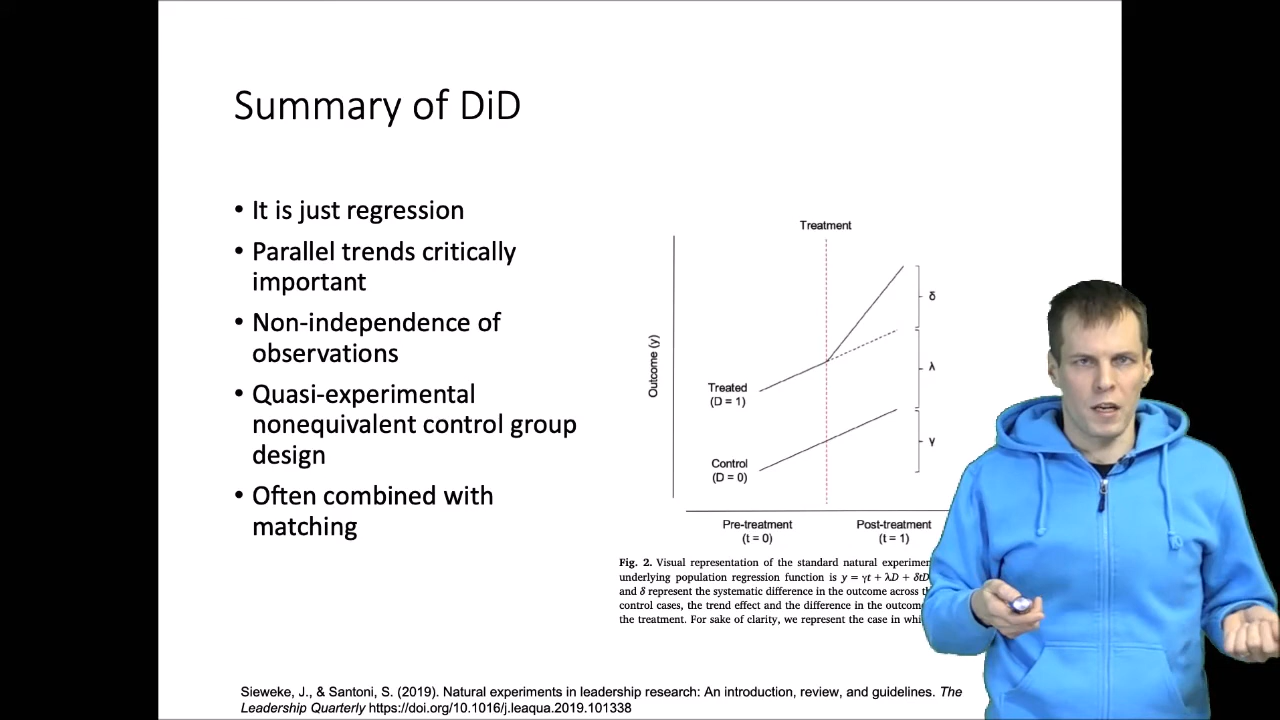 Summary of DiD
• It is just regression
• Parallel trends critically
important
• Non-independence of
observations
• Quasi-experimental
nonequivalent control group
design
• Often combined with
matching
Treatment
Outcome (y)
δ
λ
γ
Treated
(D = 1)
Control
(D = 0)
Pre-treatment
(t = 0)
Post-treatment
(t = 1)
Fig. 2. Visual representation of the standard natural
underlying population regression function is y = γt + λD + δtD
and δ represent the systematic difference in the outcome across
control cases, the trend effect and the difference in the
the treatment. For sake of clarity, we represent the case in
Sieweke, J., & Santoni, S. (2019). Natural experiments in leadership research: An introduction, review, and guidelines. The
Leadership Quarterly https://doi.org/10.1016/j.leaqua.2019.101338